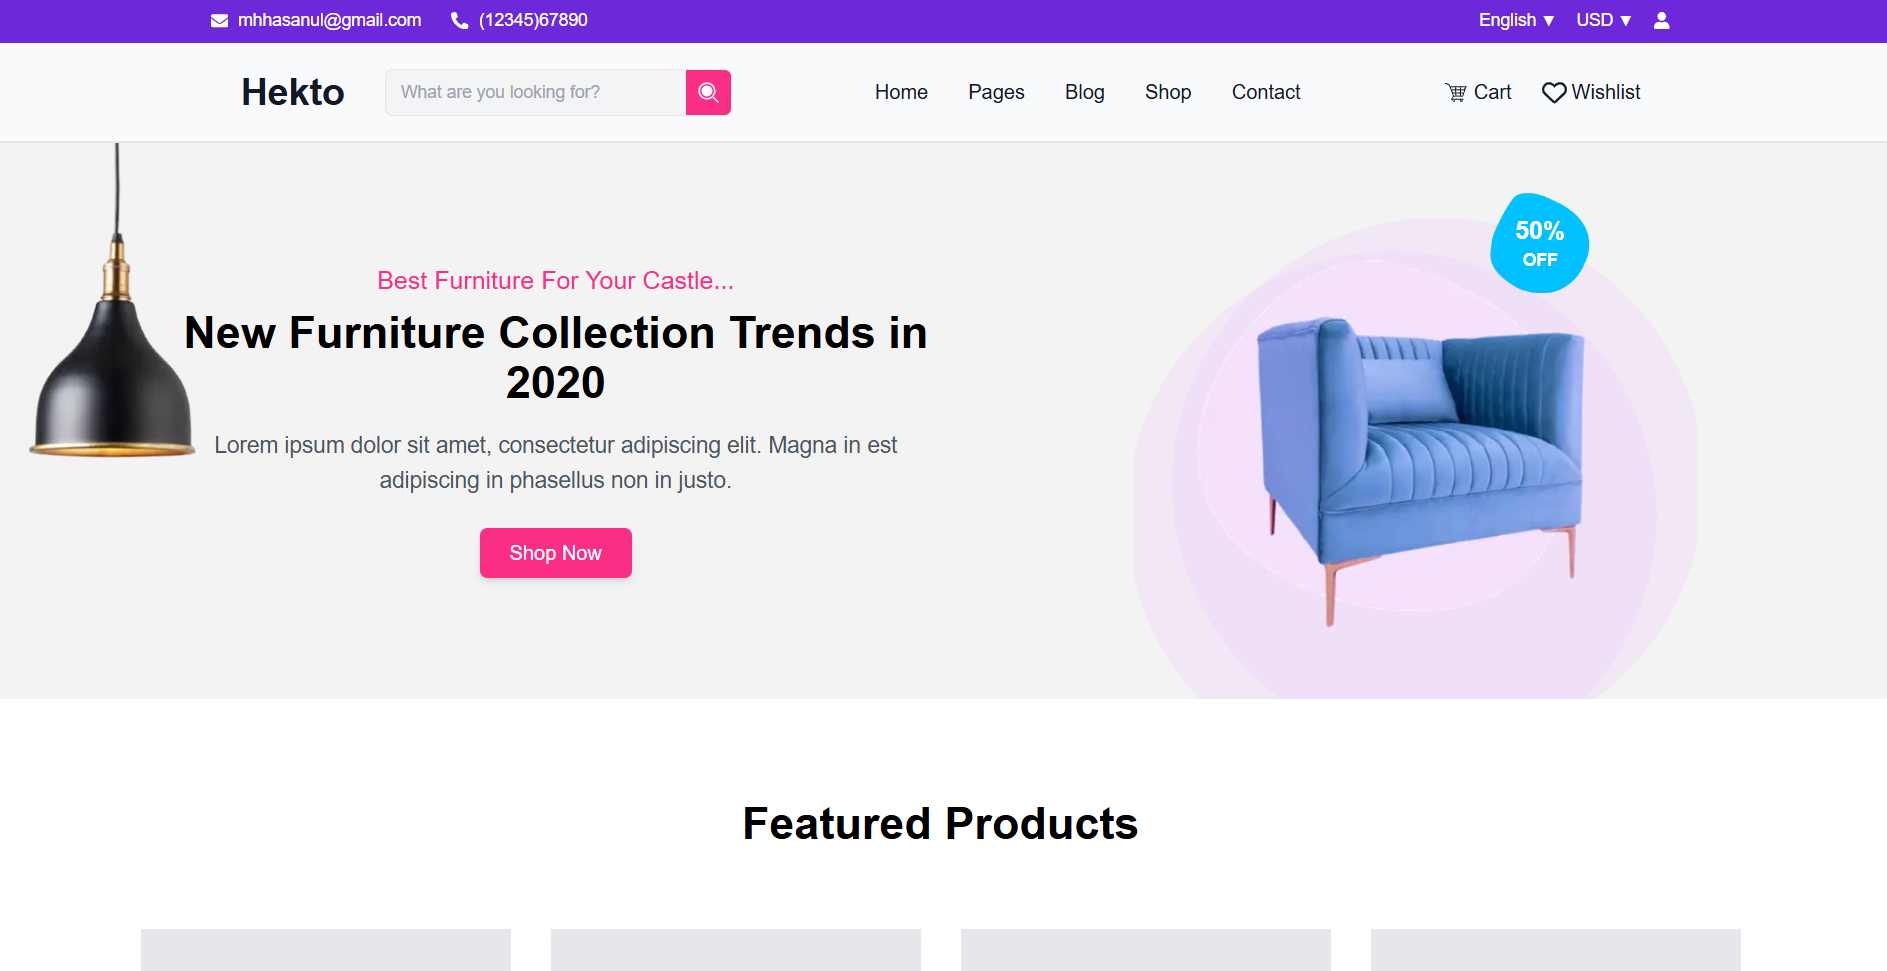 mhhasanul@gmail.com (12345)67890 English ▼ USD ▼
Hekto What are you looking for? Home Pages Blog Shop Contact Cart Wishlist
Best Furniture For Your Castle...
New Furniture Collection Trends in
2020
Lorem ipsum dolor sit amet, consectetur adipiscing elit. Magna in est
adipiscing in phasellus non in justo.
Shop Now
50%
OFF
Featured Products